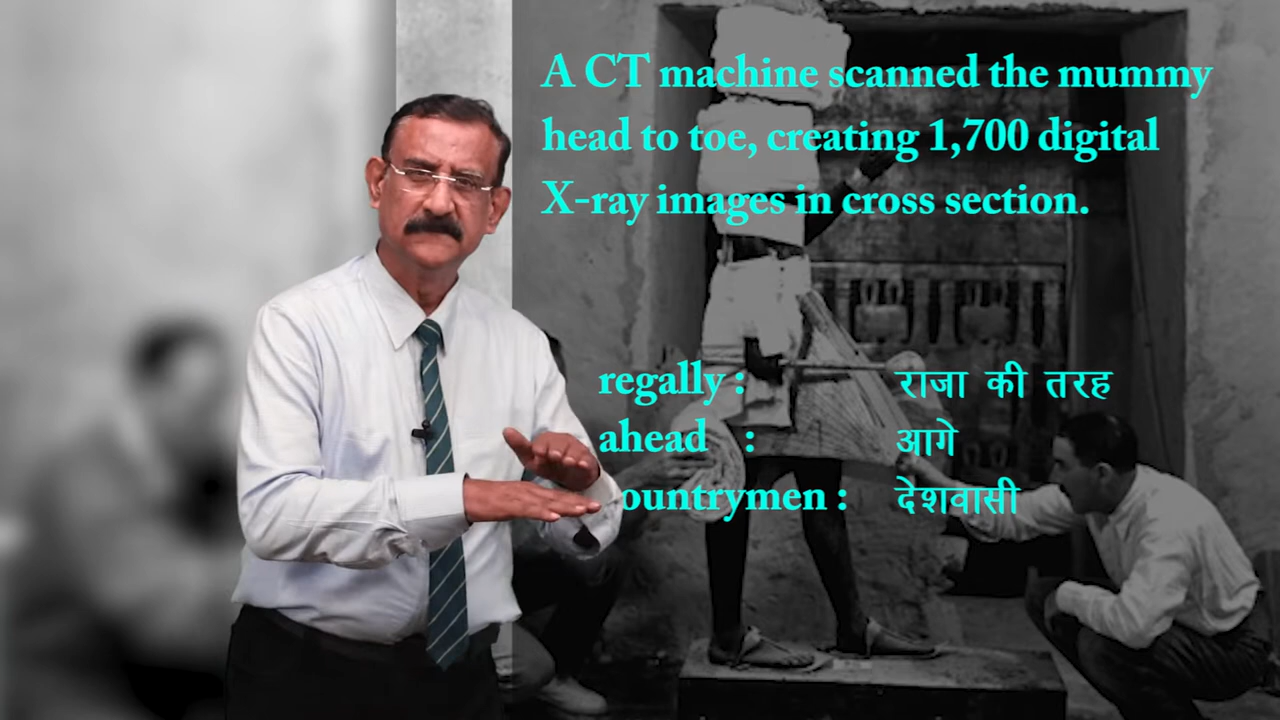 A CT machine scanned the mummy
head to toe, creating 1,700 digital
X-ray images in cross section.
regally : राजा की तरह
ahead : आगे
ountrymen : देशवासी